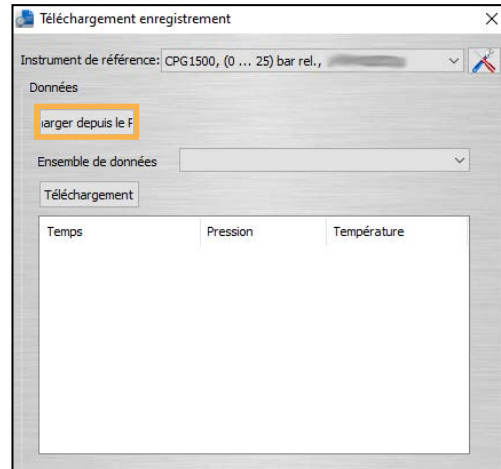 Téléchargement enregistrement
Instrument de référence: CPG1500, (0 ... 25) bar rel.,
Données
arger depuis le
Ensemble de données
Téléchargement
Temps Pression Température